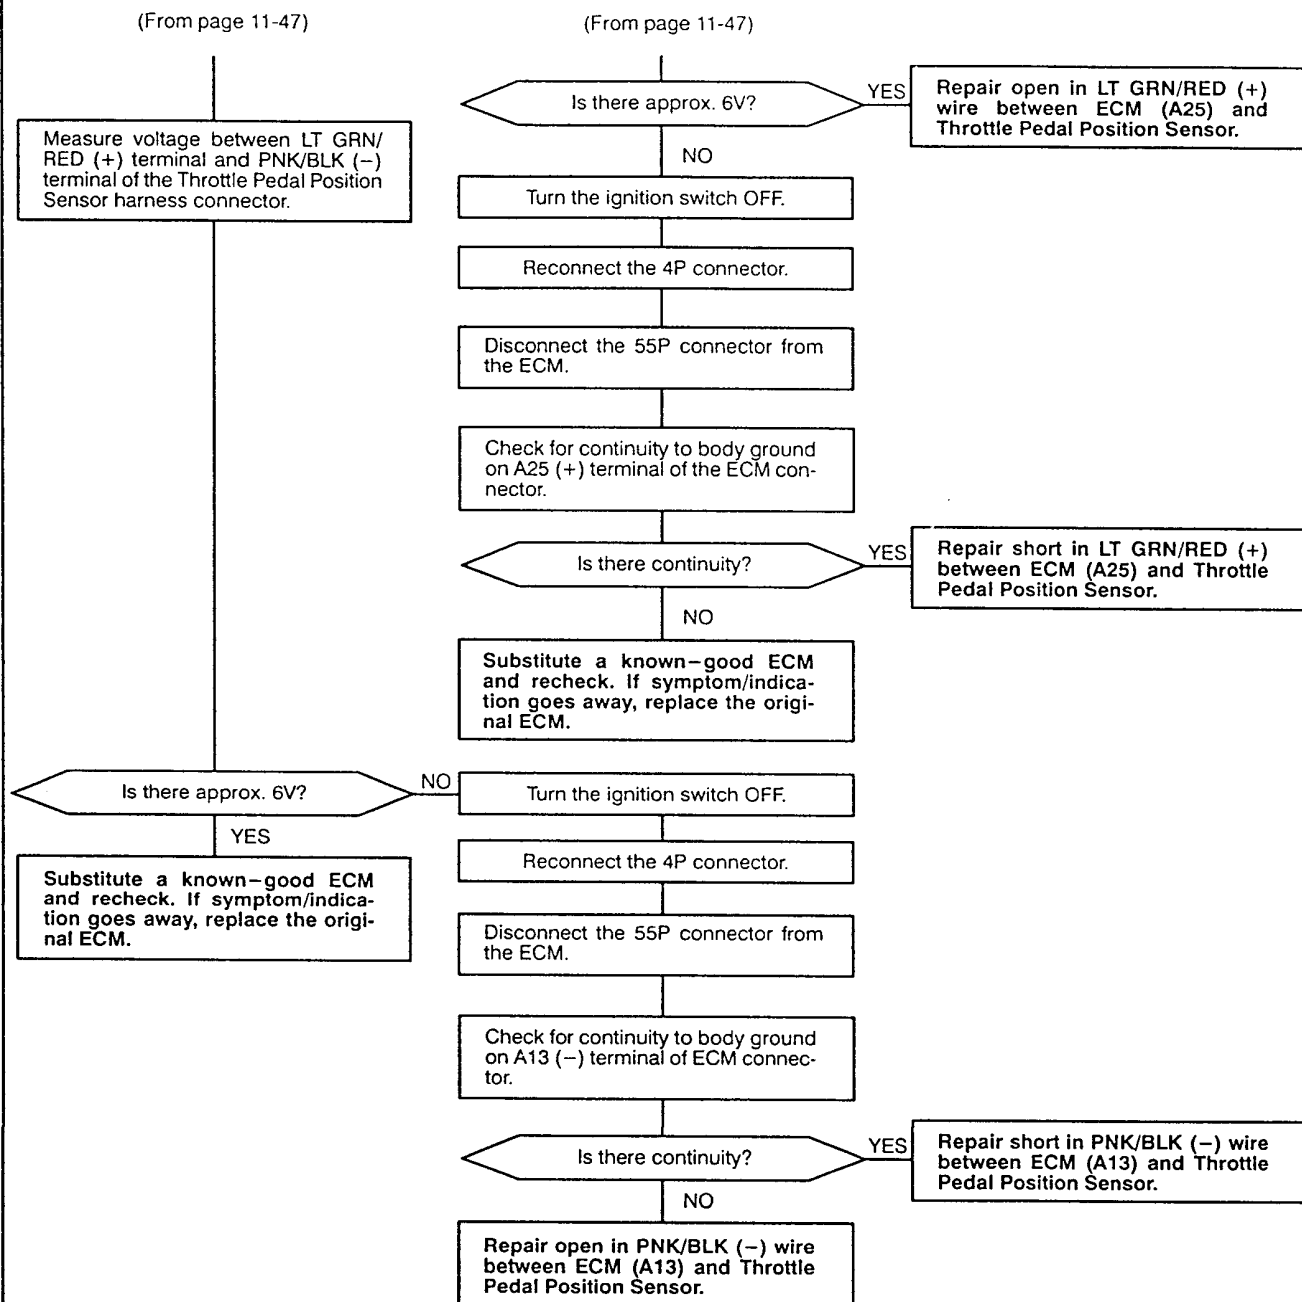 (From page 11-47)
(From page 11-47)
Measure voltage between LT GRN/
RED (+) terminal and PNK/BLK (−)
terminal of the Throttle Pedal Position
Sensor harness connector.
Is there approx. 6V?
YES
Repair open in LT GRN/RED (+)
wire between ECM (A25) and
Throttle Pedal Position Sensor.
NO
Turn the ignition switch OFF.
Reconnect the 4P connector.
Disconnect the 55P connector from
the ECM.
Check for continuity to body ground
on A25 (+) terminal of the ECM con-
nector.
Is there continuity?
YES
Repair short in LT GRN/RED (+)
between ECM (A25) and Throttle
Pedal Position Sensor.
NO
Substitute a known−good ECM
and recheck. If symptom/indica-
tion goes away, replace the origi-
nal ECM.
Is there approx. 6V?
NO
YES
Substitute a known−good ECM
and recheck. If symptom/indica-
tion goes away, replace the origi-
nal ECM.
Turn the ignition switch OFF.
Reconnect the 4P connector.
Disconnect the 55P connector from
the ECM.
Check for continuity to body ground
on A13 (−) terminal of ECM connec-
tor.
Is there continuity?
YES
Repair short in PNK/BLK (−) wire
between ECM (A13) and Throttle
Pedal Position Sensor.
NO
Repair open in PNK/BLK (−) wire
between ECM (A13) and Throttle
Pedal Position Sensor.